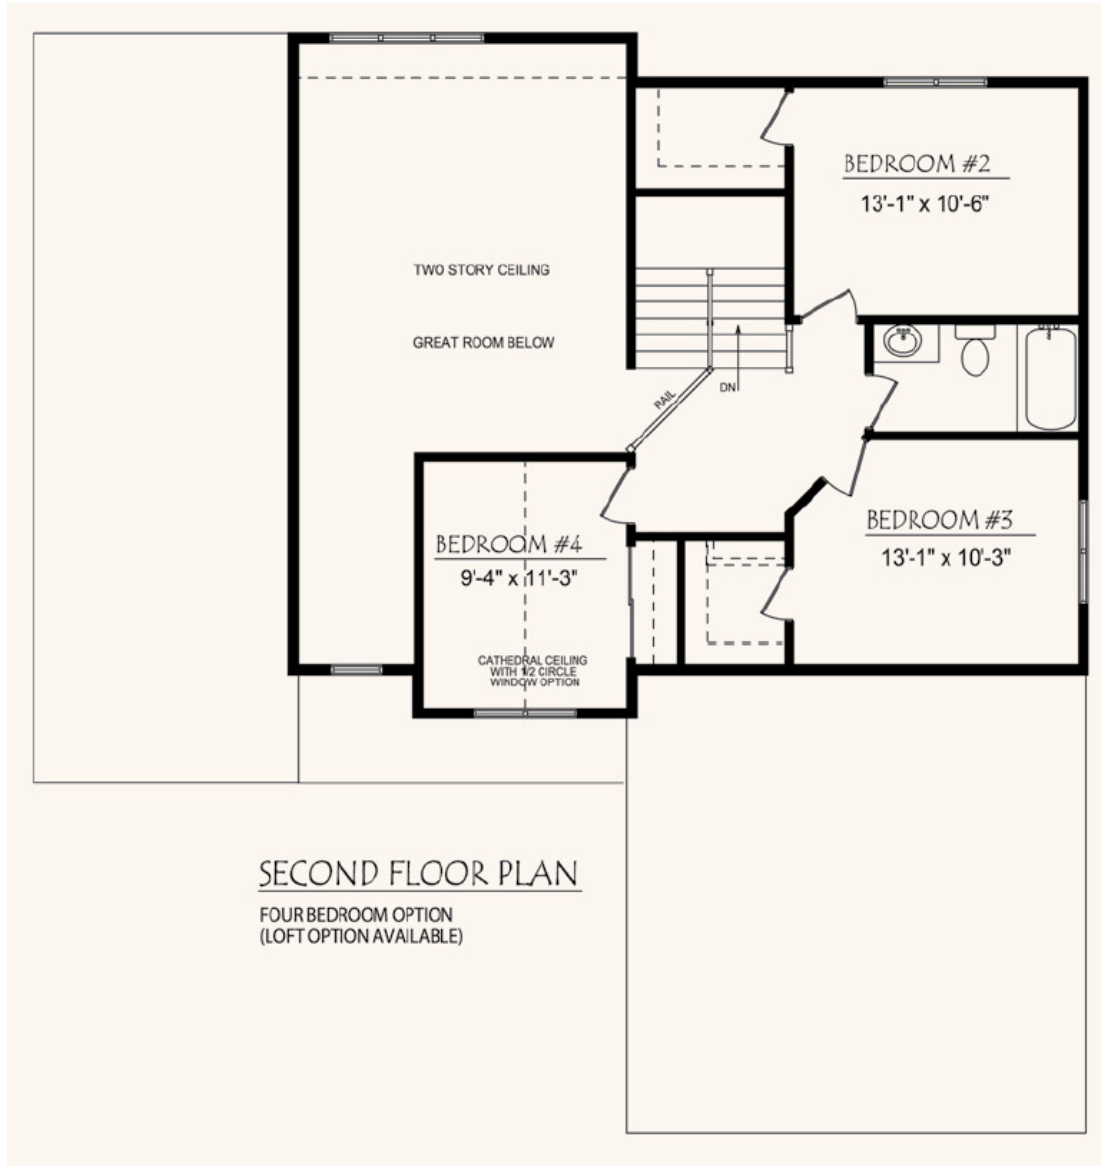 BEDROOM #2
13'-1" x 10'-6"
TWO STORY CEILING
GREAT ROOM BELOW
DN
RAIL
BEDROOM #4
9'-4" x 11'-3"
BEDROOM #3
13'-1" x 10'-3"
CATHEDRAL CEILING
WITH 1/2 CIRCLE
WINDOW OPTION
SECOND FLOOR PLAN
FOUR BEDROOM OPTION
(LOFT OPTION AVAILABLE)